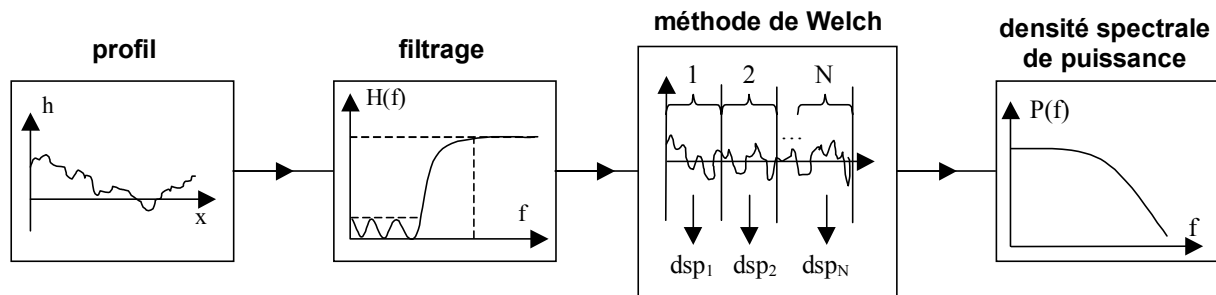 profil
h
x
filtrage
H(f)
f
méthode de Welch
1 2 N
...
dsp1 dsp2 dspN
densité spectrale
de puissance
P(f)
f